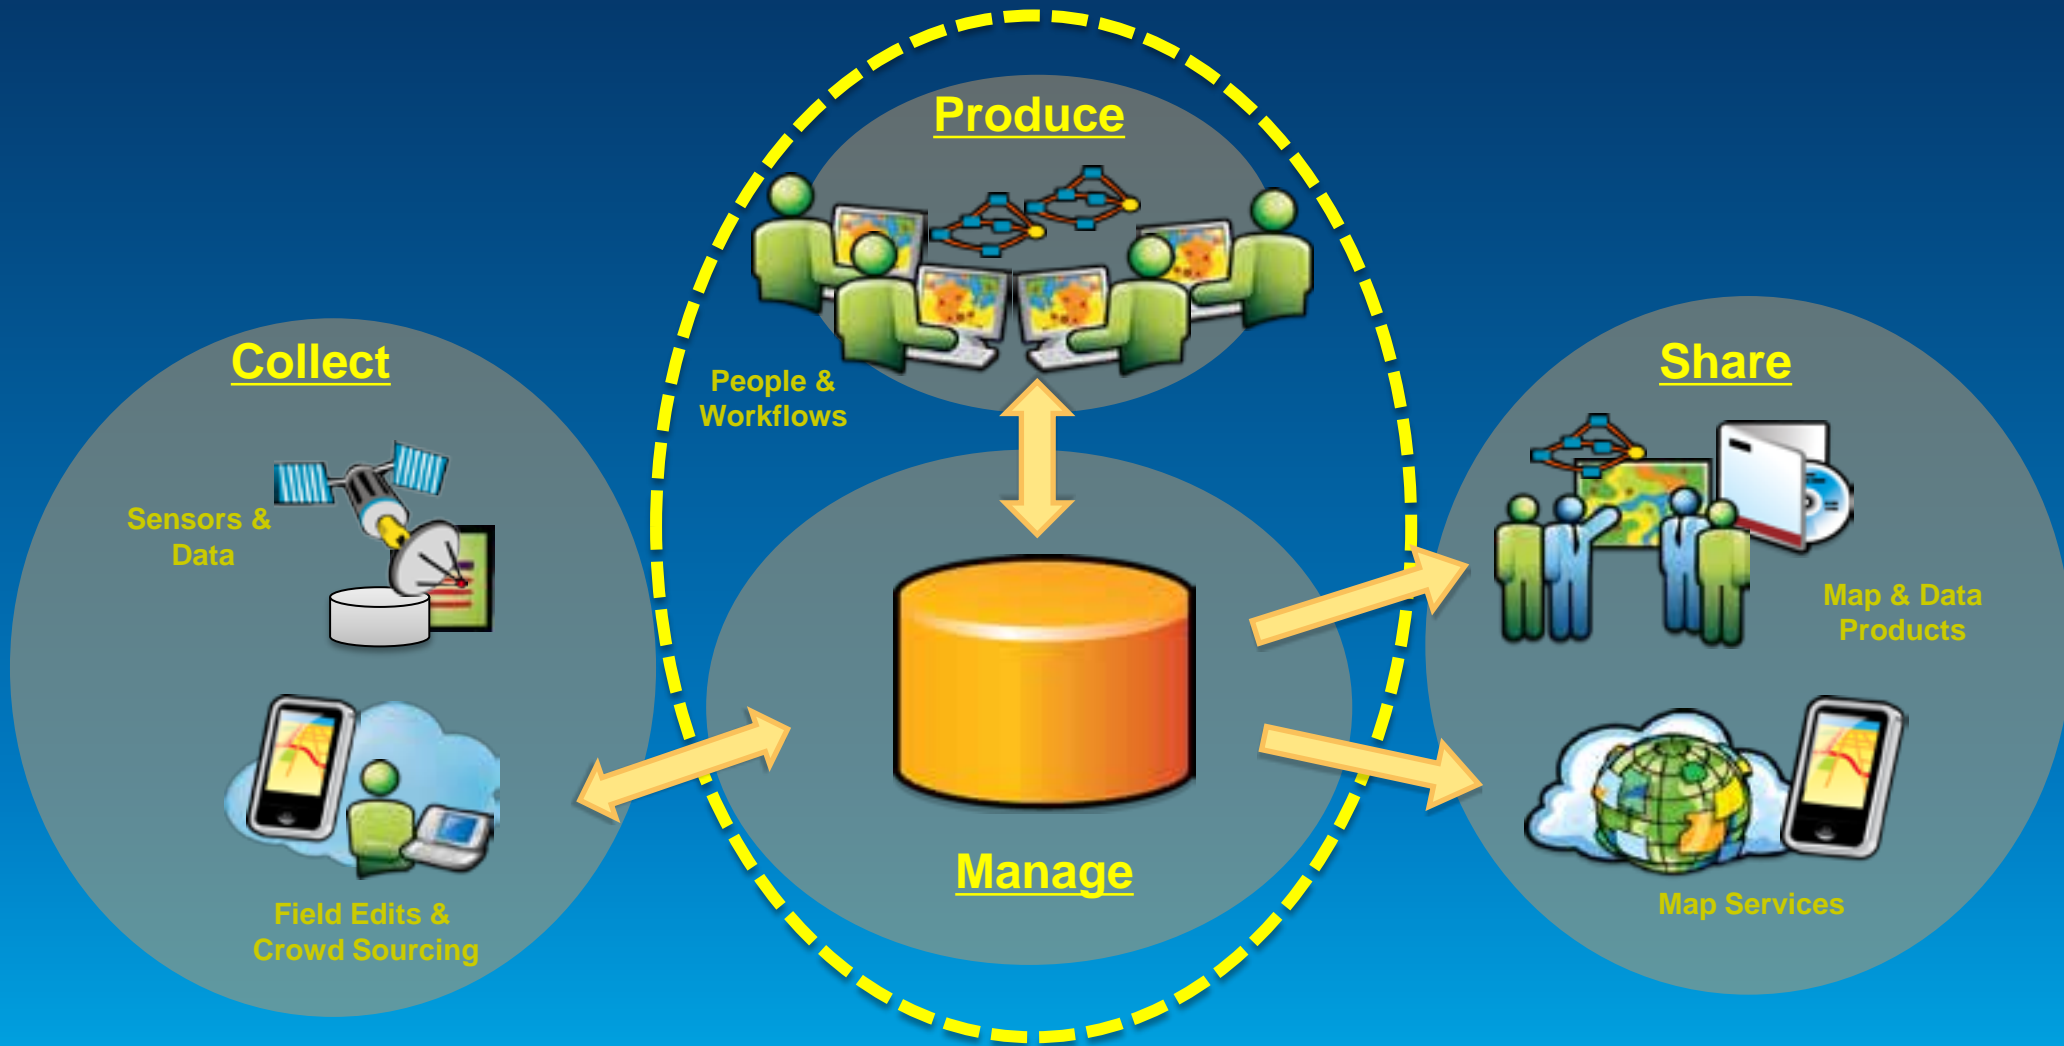 Produce
People &
Workflows
Collect
Sensors &
Data
Field Edits &
Crowd Sourcing
Manage
Share
Map & Data
Products
Map Services